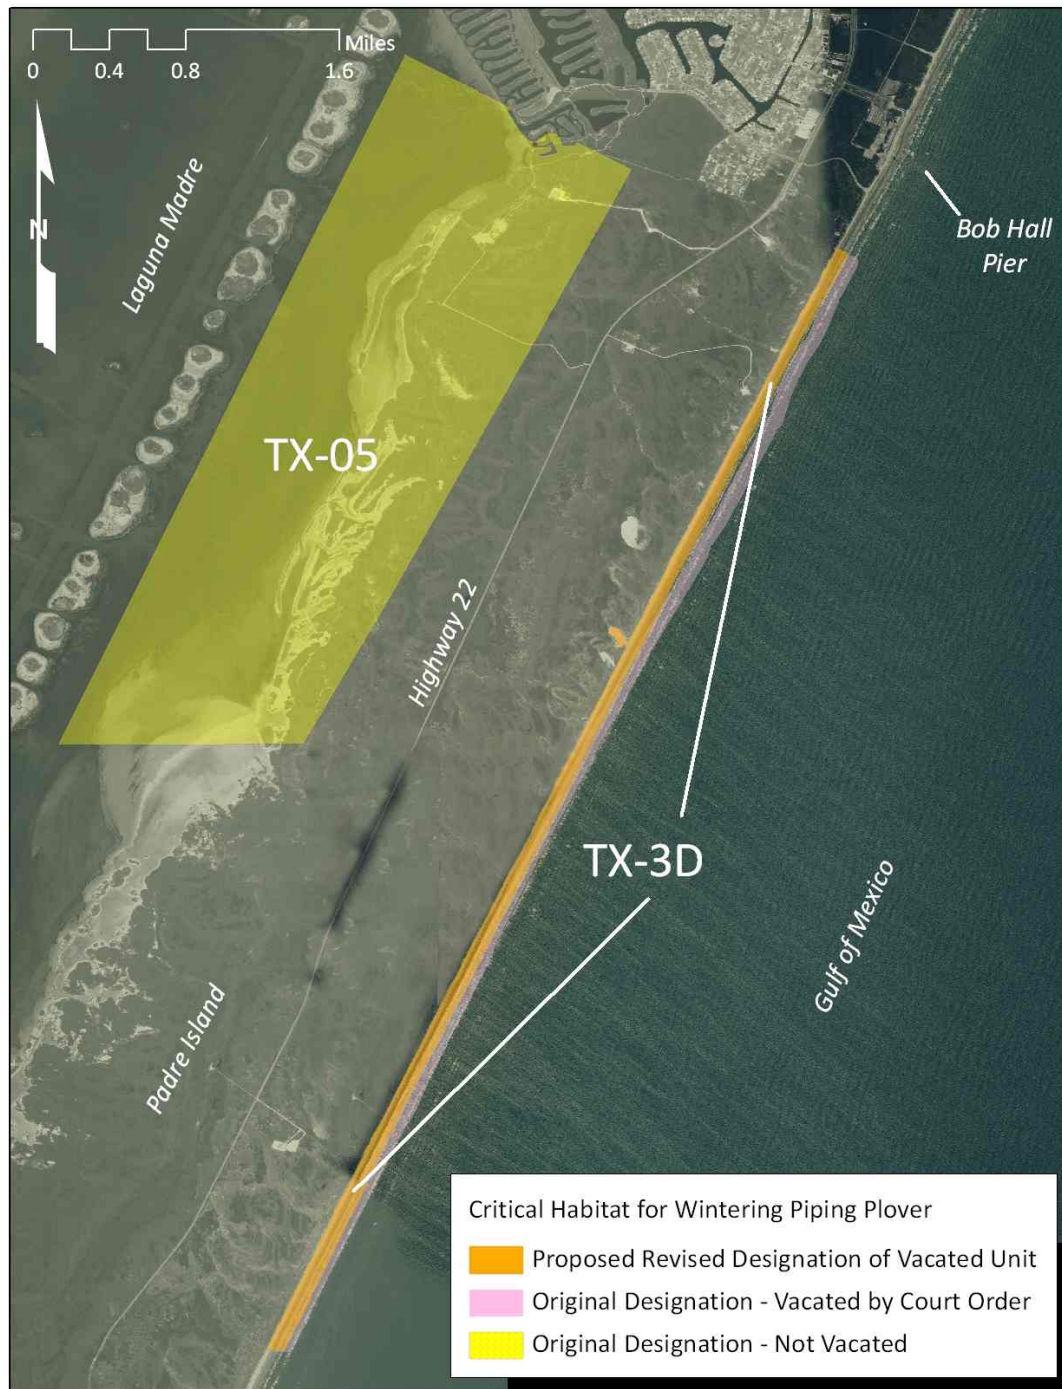 Miles
0 0.4 0.8 1.6
N
Laguna Madre
Bob Hall
Pier
TX-05
Highway 22
TX-3D
Gulf of Mexico
Padre Island
Critical Habitat for Wintering Piping Plover
Proposed Revised Designation of Vacated Unit
Original Designation - Vacated by Court Order
Original Designation - Not Vacated